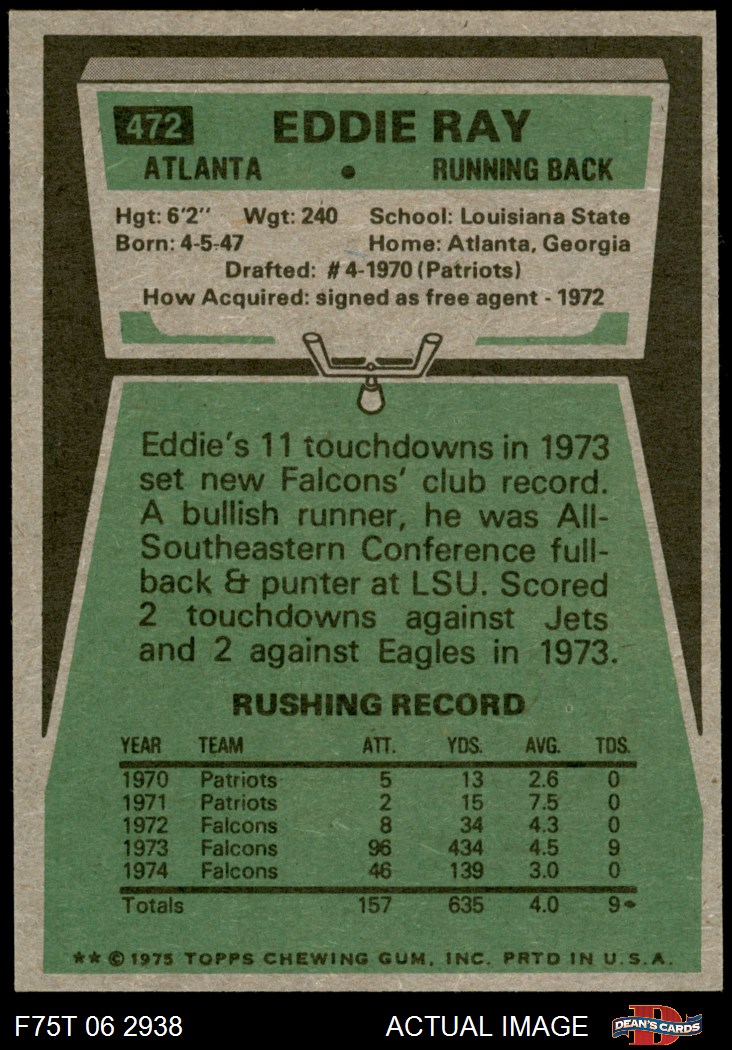 472 EDDIE RAY
ATLANTA • RUNNING BACK
Hgt: 6'2" Wgt: 240 School: Louisiana State
Born: 4-5-47 Home: Atlanta, Georgia
Drafted: #4-1970 (Patriots)
How Acquired: signed as free agent - 1972
Eddie's 11 touchdowns in 1973
set new Falcons' club record.
A bullish runner, he was All-
Southeastern Conference full-
back & punter at LSU. Scored
2 touchdowns against Jets
and 2 against Eagles in 1973.
RUSHING RECORD
YEAR TEAM ATT. YDS. AVG. TDS.
1970 Patriots 5 13 2.6 0
1971 Patriots 2 15 7.5 0
1972 Falcons 8 34 4.3 0
1973 Falcons 96 434 4.5 9
1974 Falcons 46 139 3.0 0
Totals 157 635 4.0 9
** © 1975 TOPPS CHEWING GUM, INC. PRTD IN U.S.A.
F75T 06 2938 ACTUAL IMAGE D DEAN'S CARDS